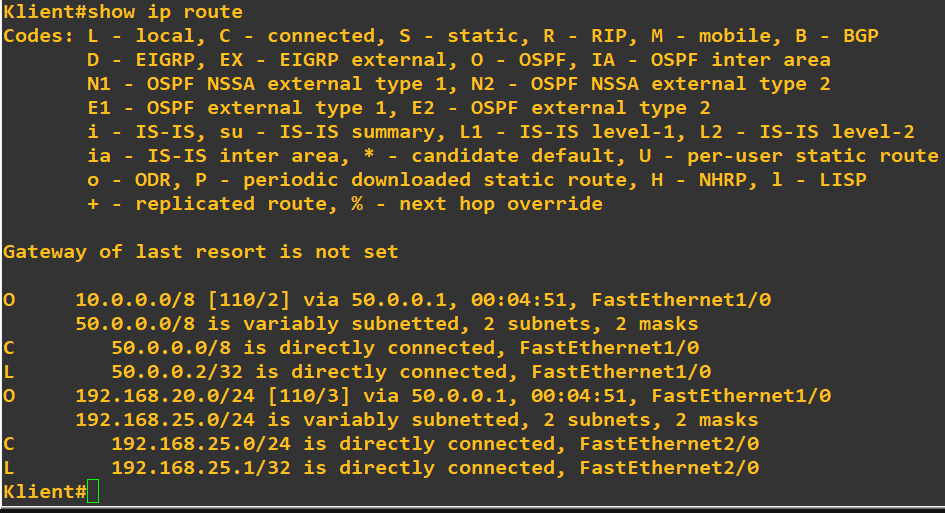 Klient#show ip route
Codes: L - local, C - connected, S - static, R - RIP, M - mobile, B - BGP
       D - EIGRP, EX - EIGRP external, O - OSPF, IA - OSPF inter area
       N1 - OSPF NSSA external type 1, N2 - OSPF NSSA external type 2
       E1 - OSPF external type 1, E2 - OSPF external type 2
       i - IS-IS, su - IS-IS summary, L1 - IS-IS level-1, L2 - IS-IS level-2
       ia - IS-IS inter area, * - candidate default, U - per-user static route
       o - ODR, P - periodic downloaded static route, H - NHRP, l - LISP
       + - replicated route, % - next hop override

Gateway of last resort is not set

O     10.0.0.0/8 [110/2] via 50.0.0.1, 00:04:51, FastEthernet1/0
      50.0.0.0/8 is variably subnetted, 2 subnets, 2 masks
C        50.0.0.0/8 is directly connected, FastEthernet1/0
L        50.0.0.2/32 is directly connected, FastEthernet1/0
O     192.168.20.0/24 [110/3] via 50.0.0.1, 00:04:51, FastEthernet1/0
      192.168.25.0/24 is variably subnetted, 2 subnets, 2 masks
C        192.168.25.0/24 is directly connected, FastEthernet2/0
L        192.168.25.1/32 is directly connected, FastEthernet2/0
Klient#